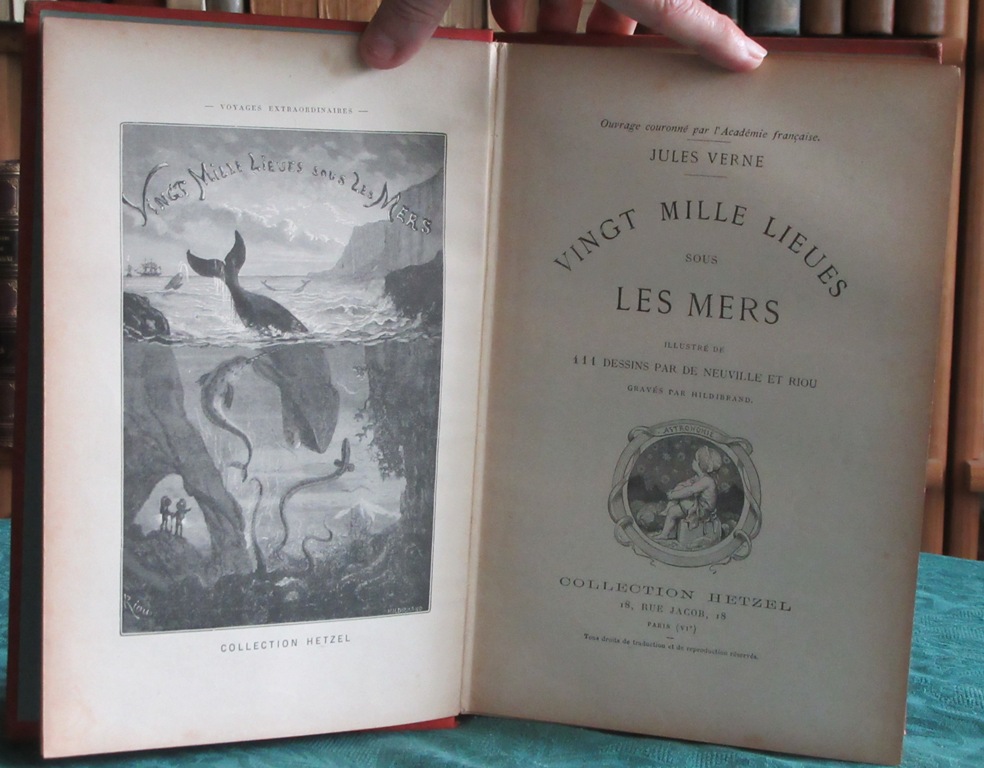 — VOYAGES EXTRAORDINAIRES —
VINGT MILLE LIEUES SOUS LES MERS
Riou
HILDIBRAND
COLLECTION HETZEL
Ouvrage couronné par l'Académie française.
JULES VERNE
VINGT MILLE LIEUES
SOUS
LES MERS
ILLUSTRÉ DE
111 DESSINS PAR DE NEUVILLE ET RIOU
GRAVÉS PAR HILDIBRAND.
ASTRONOMIE
COLLECTION HETZEL
18, RUE JACOB, 18
PARIS (VIe)
Tous droits de traduction et de reproduction réservés.